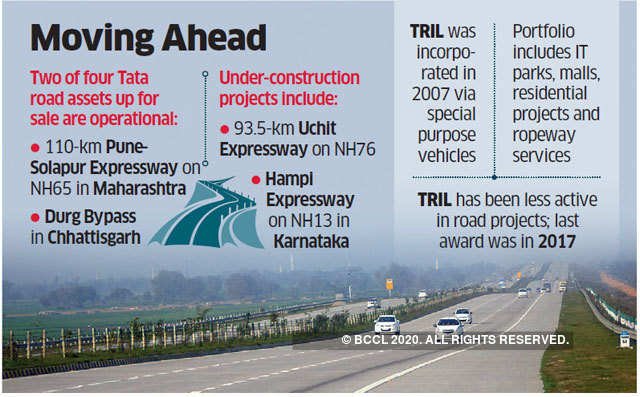 Moving Ahead
Two of four Tata
road assets up for
sale are operational:
● 110-km Pune-
Solapur Expressway on
NH65 in Maharashtra
● Durg Bypass
in Chhattisgarh
Under-construction
projects include:
● 93.5-km Uchit
Expressway on NH76
● Hampi
Expressway
on NH13 in
Karnataka
TRIL was
incorpo-
rated in
2007 via
special
purpose
vehicles
Portfolio
includes IT
parks, malls,
residential
projects and
ropeway
services
TRIL has been less active
in road projects; last
award was in 2017
© BCCL 2020. ALL RIGHTS RESERVED.